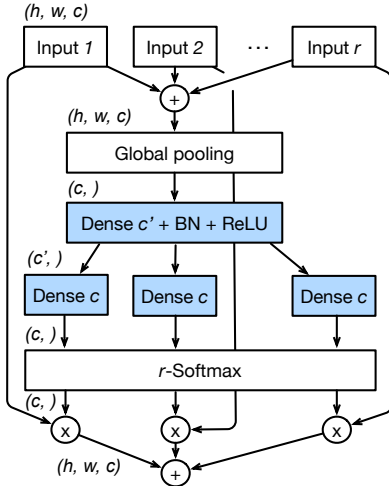 (h, w, c)
Input 1 Input 2 ... Input r
+
(h, w, c)
Global pooling
(c, )
Dense c' + BN + ReLU
(c', )
Dense c Dense c Dense c
(c, )
r-Softmax
(c, )
x x x
(h, w, c)
+